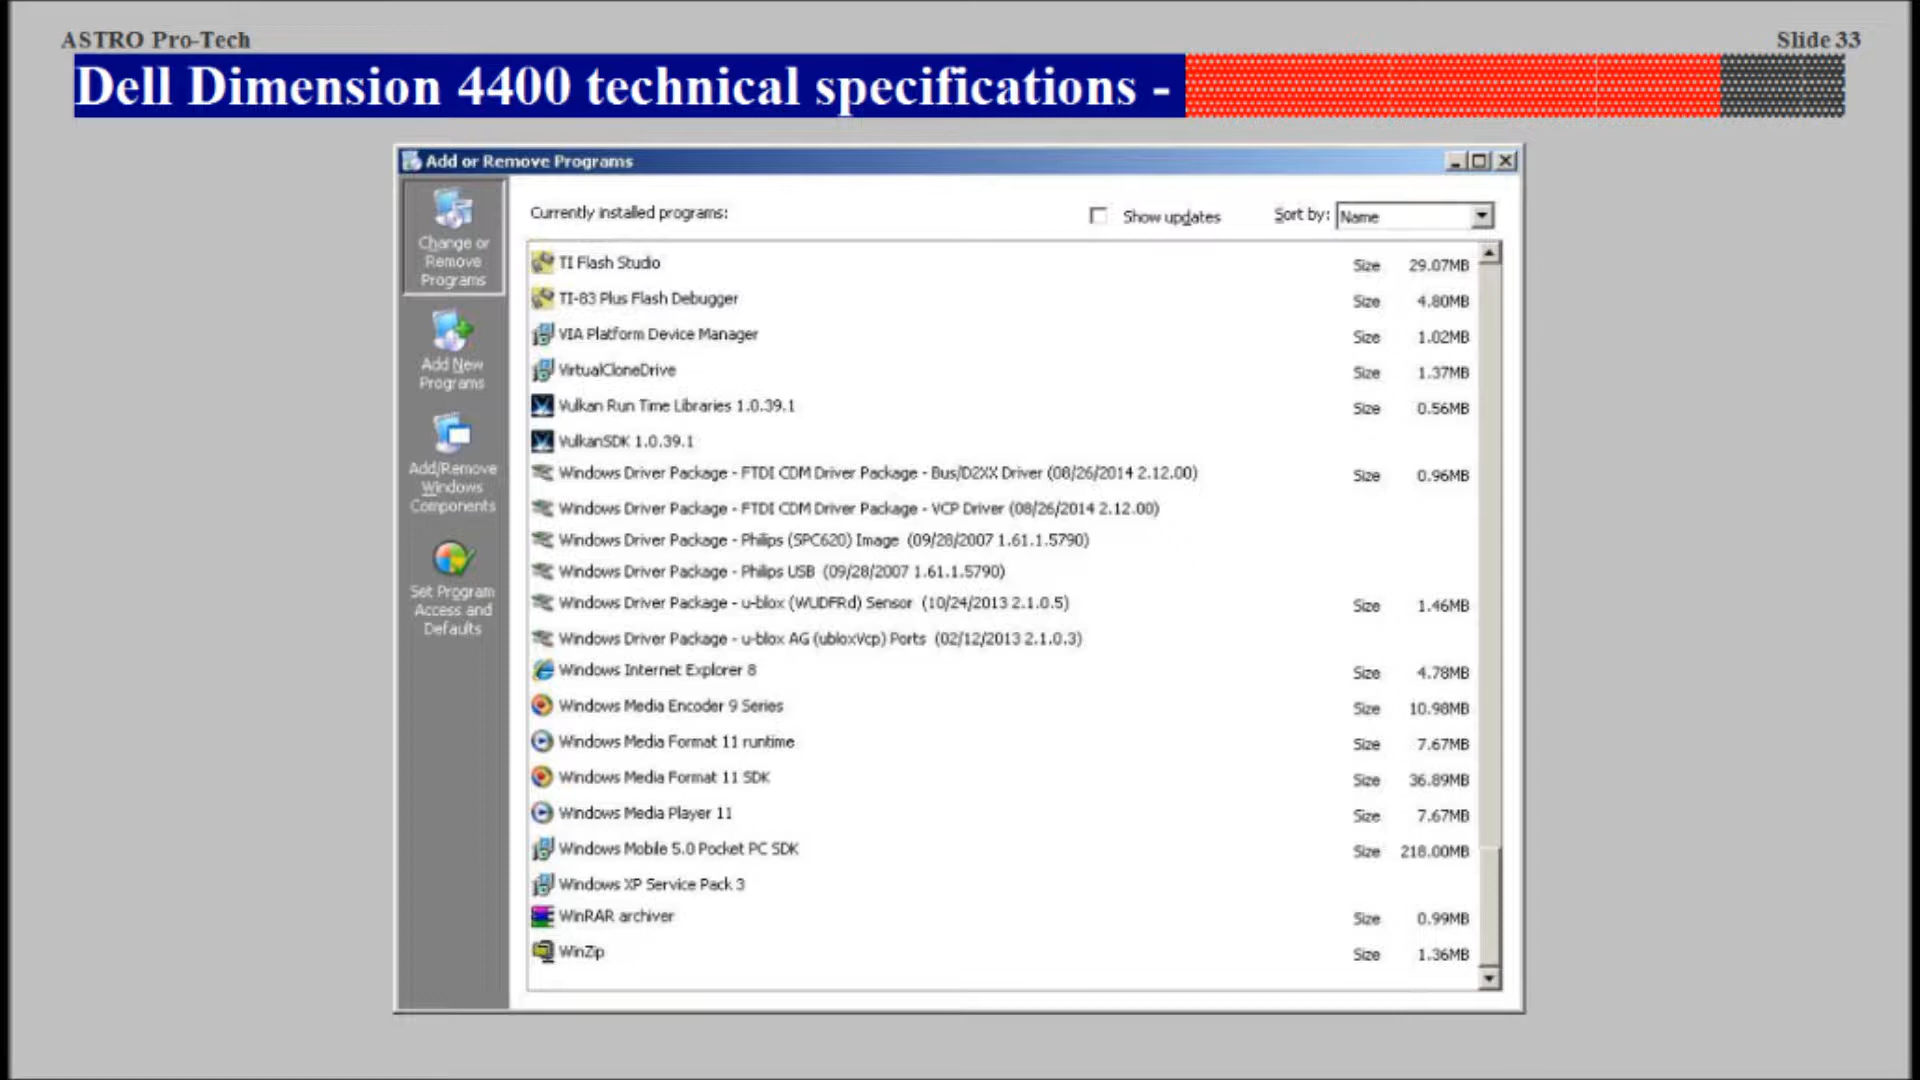 ASTRO Pro-Tech
Slide 33
Dell Dimension 4400 technical specifications -
Add or Remove Programs
Change or
Remove
Programs
Add New
Programs
Add/Remove
Windows
Components
Set Program
Access and
Defaults
Currently installed programs:
Show updates
Sort by: Name
TI Flash Studio Size 29.07MB
TI-83 Plus Flash Debugger Size 4.80MB
VIA Platform Device Manager Size 1.02MB
VirtualCloneDrive Size 1.37MB
Vulkan Run Time Libraries 1.0.39.1 Size 0.56MB
VulkanSDK 1.0.39.1
Windows Driver Package - FTDI CDM Driver Package - Bus/D2XX Driver (08/26/2014 2.12.00) Size 0.96MB
Windows Driver Package - FTDI CDM Driver Package - VCP Driver (08/26/2014 2.12.00)
Windows Driver Package - Philips (SPC620) Image (09/28/2007 1.61.1.5790)
Windows Driver Package - Philips USB (09/28/2007 1.61.1.5790)
Windows Driver Package - u-blox (WUDFRd) Sensor (10/24/2013 2.1.0.5) Size 1.46MB
Windows Driver Package - u-blox AG (ubloxVcp) Ports (02/12/2013 2.1.0.3)
Windows Internet Explorer 8 Size 4.78MB
Windows Media Encoder 9 Series Size 10.98MB
Windows Media Format 11 runtime Size 7.67MB
Windows Media Format 11 SDK Size 36.89MB
Windows Media Player 11 Size 7.67MB
Windows Mobile 5.0 Pocket PC SDK Size 218.00MB
Windows XP Service Pack 3
WinRAR archiver Size 0.99MB
WinZip Size 1.36MB